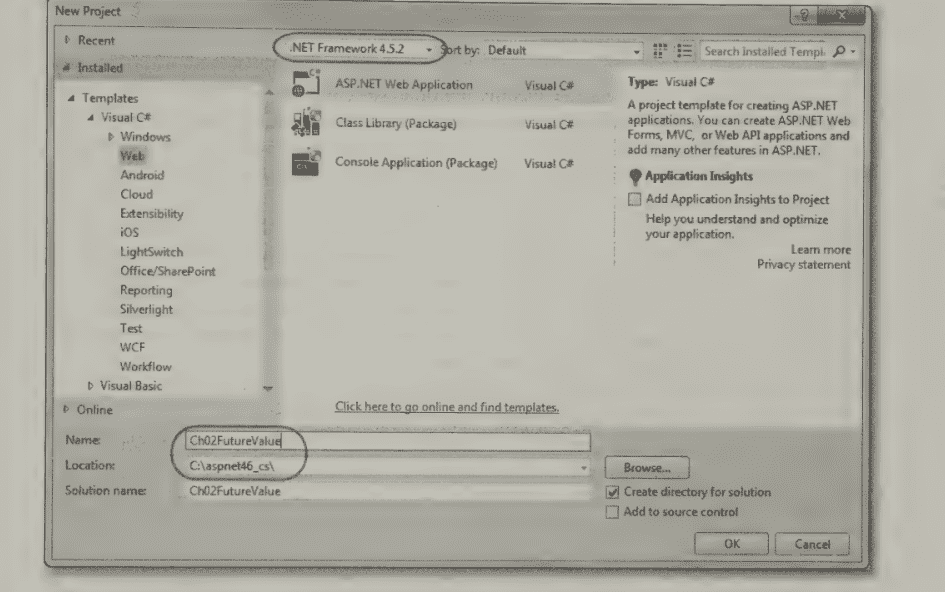 New Project
Recent
.NET Framework 4.5.2
Sort by: Default
Search Installed Templ
Installed
Templates
Visual C#
Windows
Web
Android
Cloud
Extensibility
iOS
LightSwitch
Office/SharePoint
Reporting
Silverlight
Test
WCF
Workflow
Visual Basic
Online
ASP.NET Web Application Visual C#
Class Library (Package) Visual C#
Console Application (Package) Visual C#
Click here to go online and find templates.
Type: Visual C#
A project template for creating ASP.NET
applications. You can create ASP.NET Web
Forms, MVC, or Web API applications and
add many other features in ASP.NET.
Application Insights
Add Application Insights to Project
Help you understand and optimize
your application.
Learn more
Privacy statement
Name: Ch02FutureValue
Location: C:\aspnet46_cs\
Browse...
Solution name: Ch02FutureValue
Create directory for solution
Add to source control
OK
Cancel